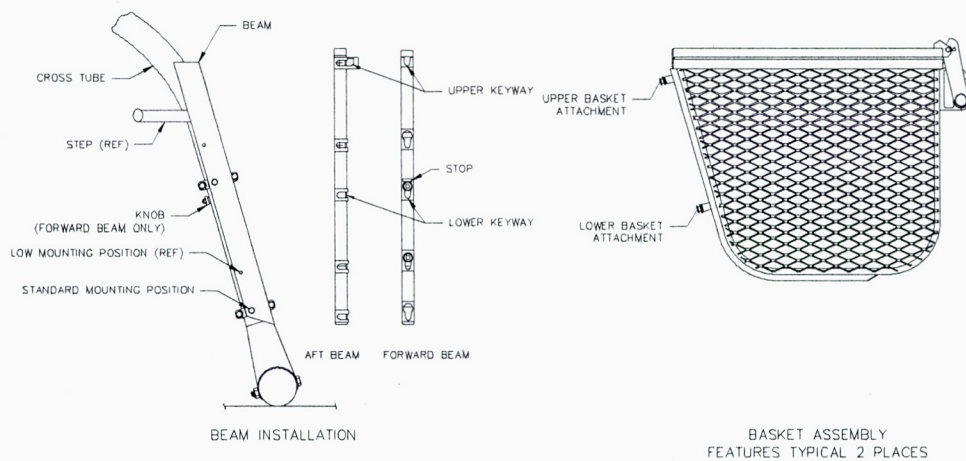 BEAM
CROSS TUBE
STEP (REF)
KNOB
(FORWARD BEAM ONLY)
LOW MOUNTING POSITION (REF)
STANDARD MOUNTING POSITION
UPPER KEYWAY
STOP
LOWER KEYWAY
AFT BEAM
FORWARD BEAM
BEAM INSTALLATION
UPPER BASKET
ATTACHMENT
LOWER BASKET
ATTACHMENT
BASKET ASSEMBLY
FEATURES TYPICAL 2 PLACES